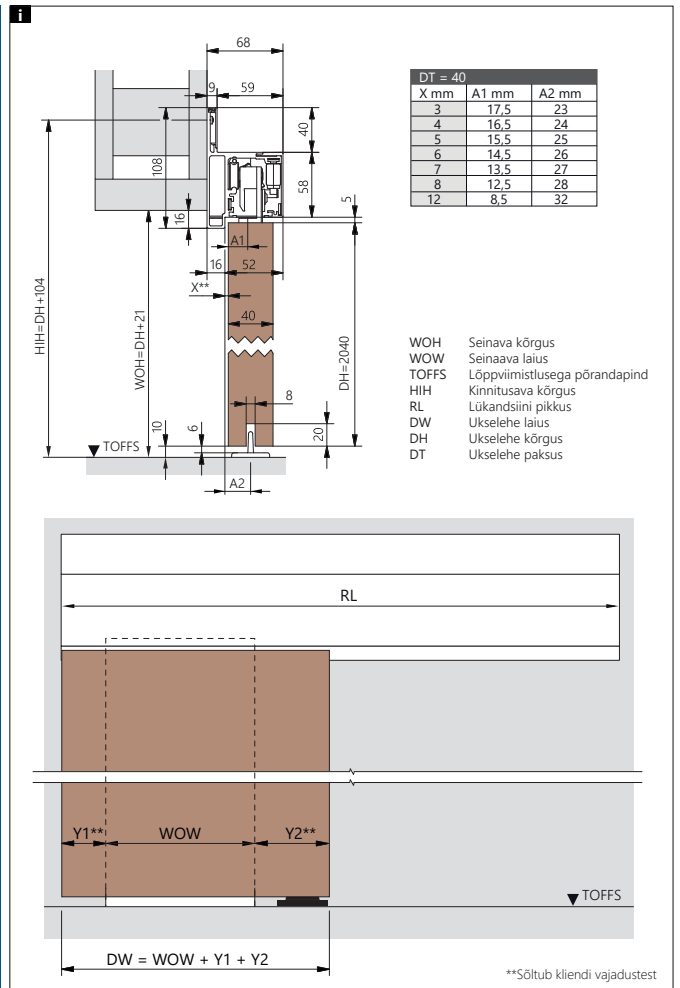 i
68
9 59
40
108
58
5
16
A1
16 52
X**
40
HIH=DH+104
WOH=DH+21
DH=2040
8
6
10
20
TOFFS
A2
DT = 40
X mm A1 mm A2 mm
3 17,5 23
4 16,5 24
5 15,5 25
6 14,5 26
7 13,5 27
8 12,5 28
12 8,5 32
WOH Seinava kõrgus
WOW Seinaava laius
TOFFS Lõppviimistlusega põrandapind
HIH Kinnitusava kõrgus
RL Lükandsiini pikkus
DW Ukselehe laius
DH Ukselehe kõrgus
DT Ukselehe paksus
RL
Y1** WOW Y2**
TOFFS
DW = WOW + Y1 + Y2
**Sõltub kliendi vajadustest